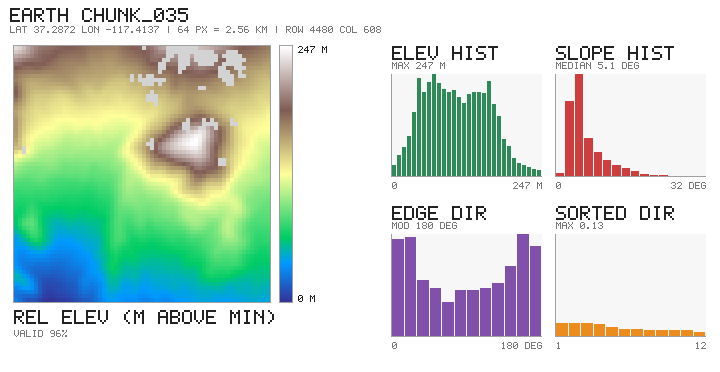 EARTH CHUNK_035
LAT 37.2872 LON -117.4137 | 64 PX = 2.56 KM | ROW 4480 COL 608
247 M
0 M
REL ELEV (M ABOVE MIN)
VALID 96%
ELEV HIST
MAX 247 M
0
247 M
SLOPE HIST
MEDIAN 5.1 DEG
0
32 DEG
EDGE DIR
MOD 180 DEG
0
180 DEG
SORTED DIR
MAX 0.13
1
12